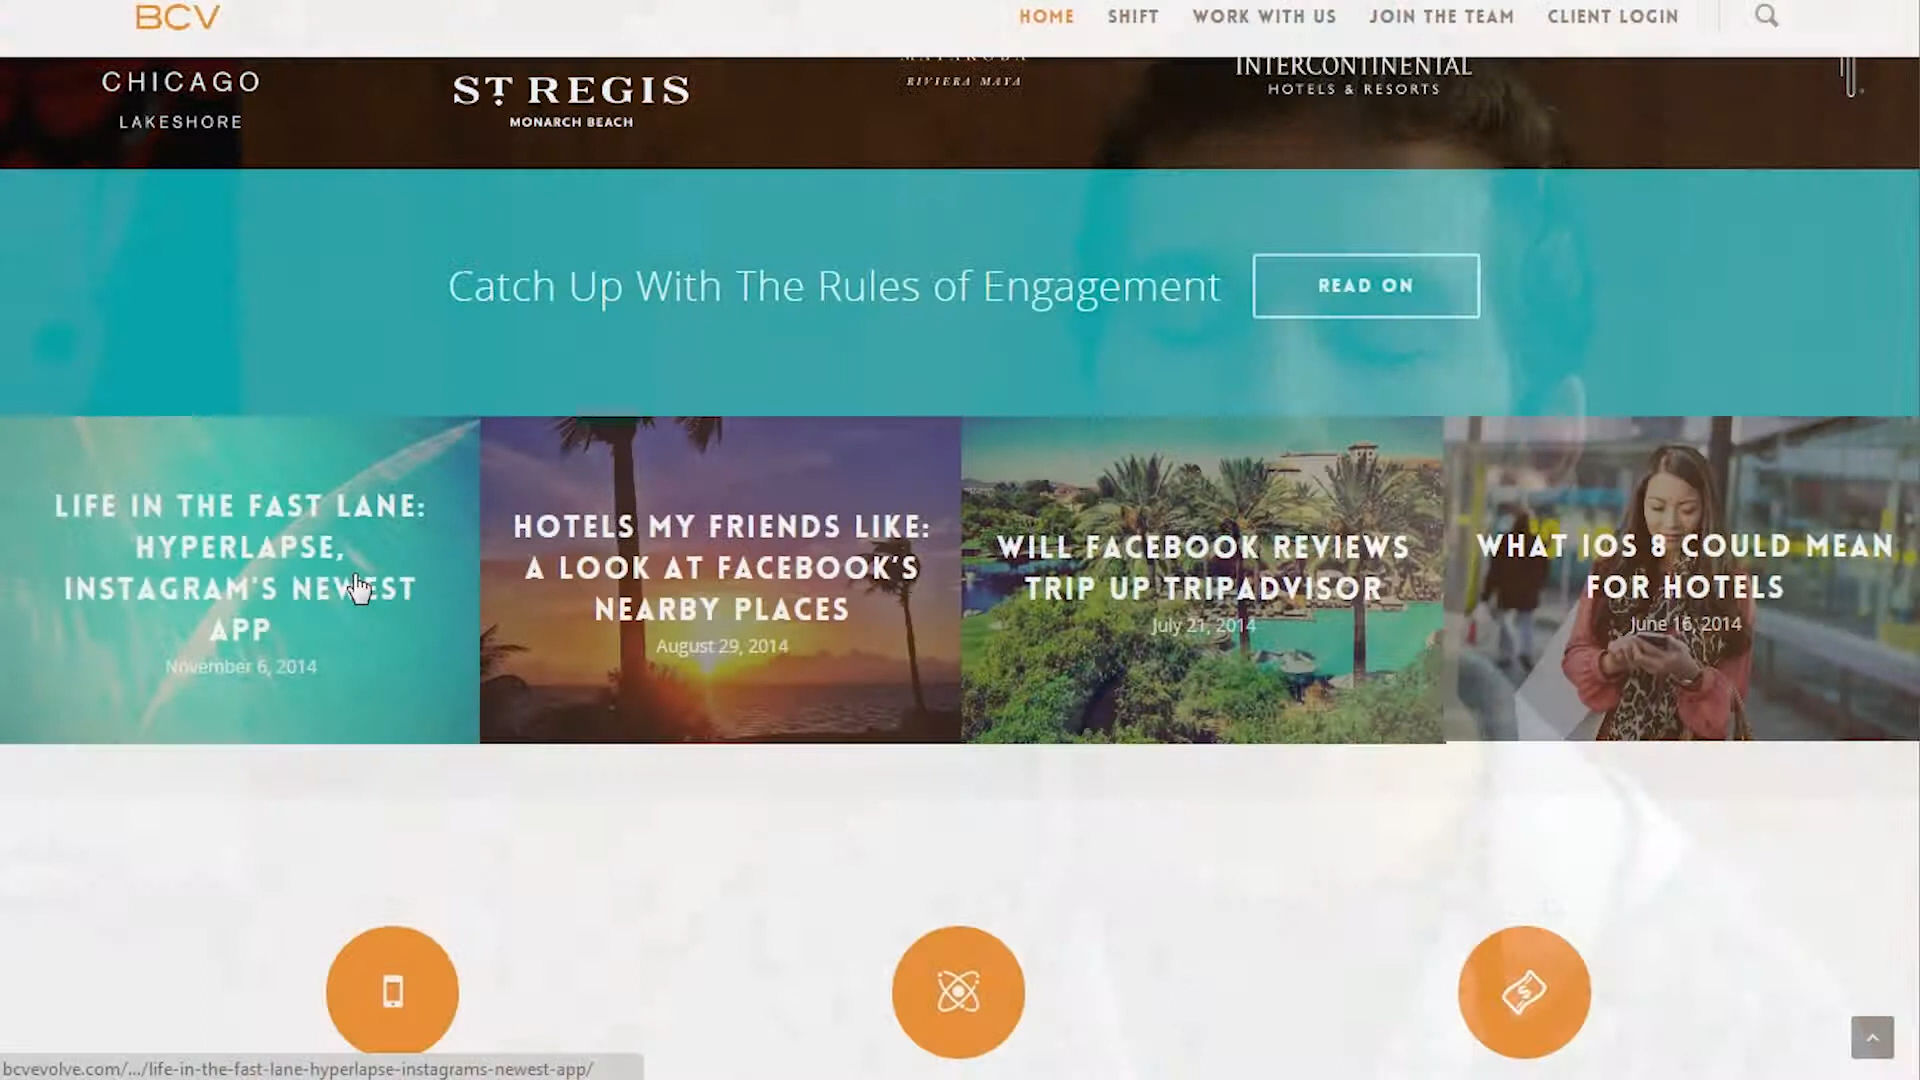 BCV
HOME
SHIFT
WORK WITH US
JOIN THE TEAM
CLIENT LOGIN
CHICAGO
LAKESHORE
ST REGIS
MONARCH BEACH
RIVIERA MAYA
INTERCONTINENTAL
HOTELS & RESORTS
Catch Up With The Rules of Engagement
READ ON
LIFE IN THE FAST LANE:
HYPERLAPSE,
INSTAGRAM'S NEWEST
APP
November 6, 2014
HOTELS MY FRIENDS LIKE:
A LOOK AT FACEBOOK'S
NEARBY PLACES
August 29, 2014
WILL FACEBOOK REVIEWS
TRIP UP TRIPADVISOR
July 21, 2014
WHAT IOS 8 COULD MEAN
FOR HOTELS
June 16, 2014
bcvevolve.com/.../life-in-the-fast-lane-hyperlapse-instagrams-newest-app/